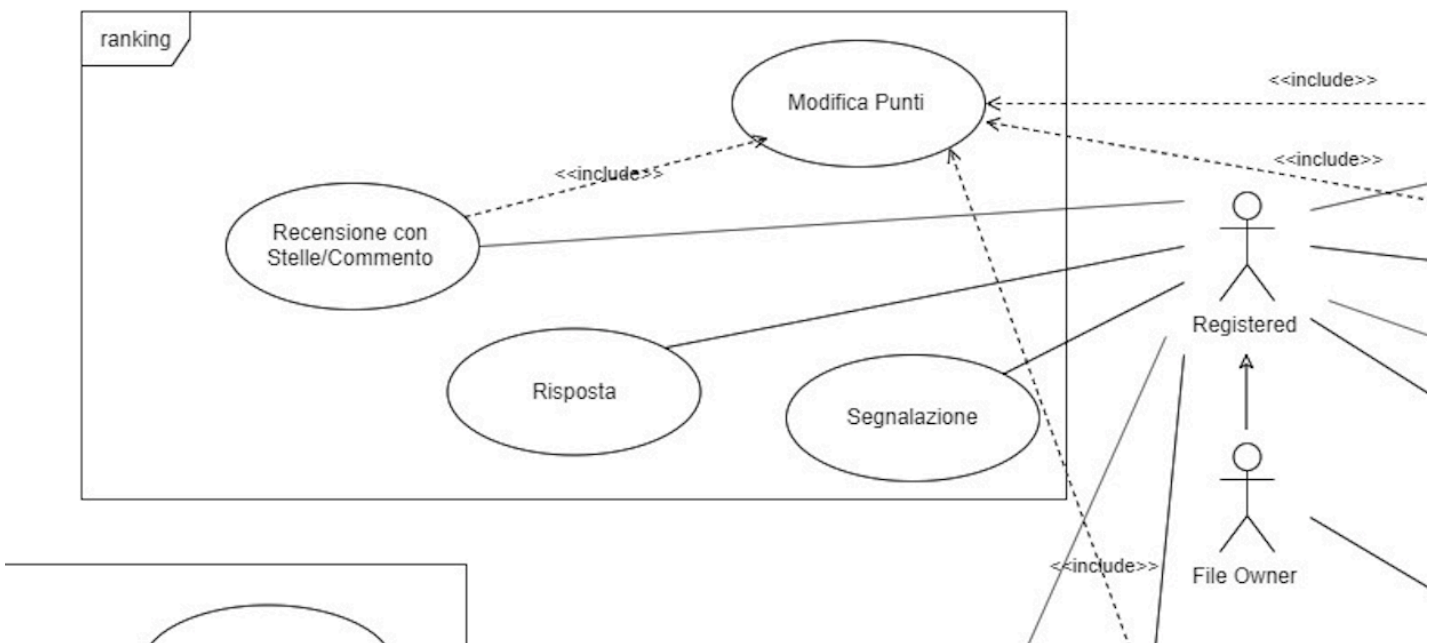 ranking
Modifica Punti
<<include>>
<<include>>
<<include>>
Recensione con
Stelle/Commento
Registered
Risposta
Segnalazione
<<include>>
File Owner